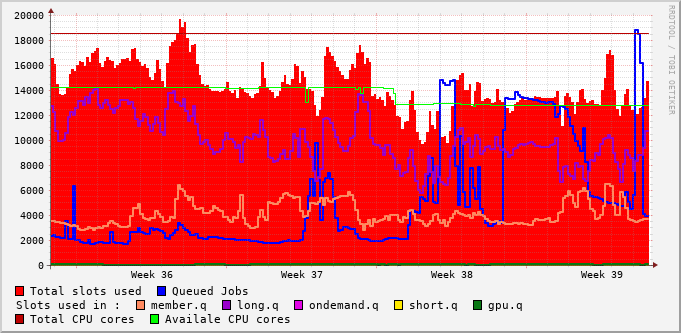 20000
18000
16000
14000
12000
10000
8000
6000
4000
2000
0
Week 36 Week 37 Week 38 Week 39
Total slots used Queued Jobs
Slots used in : member.q long.q ondemand.q short.q gpu.q
Total CPU cores Availale CPU cores
RRDTOOL / TOBI OETIKER